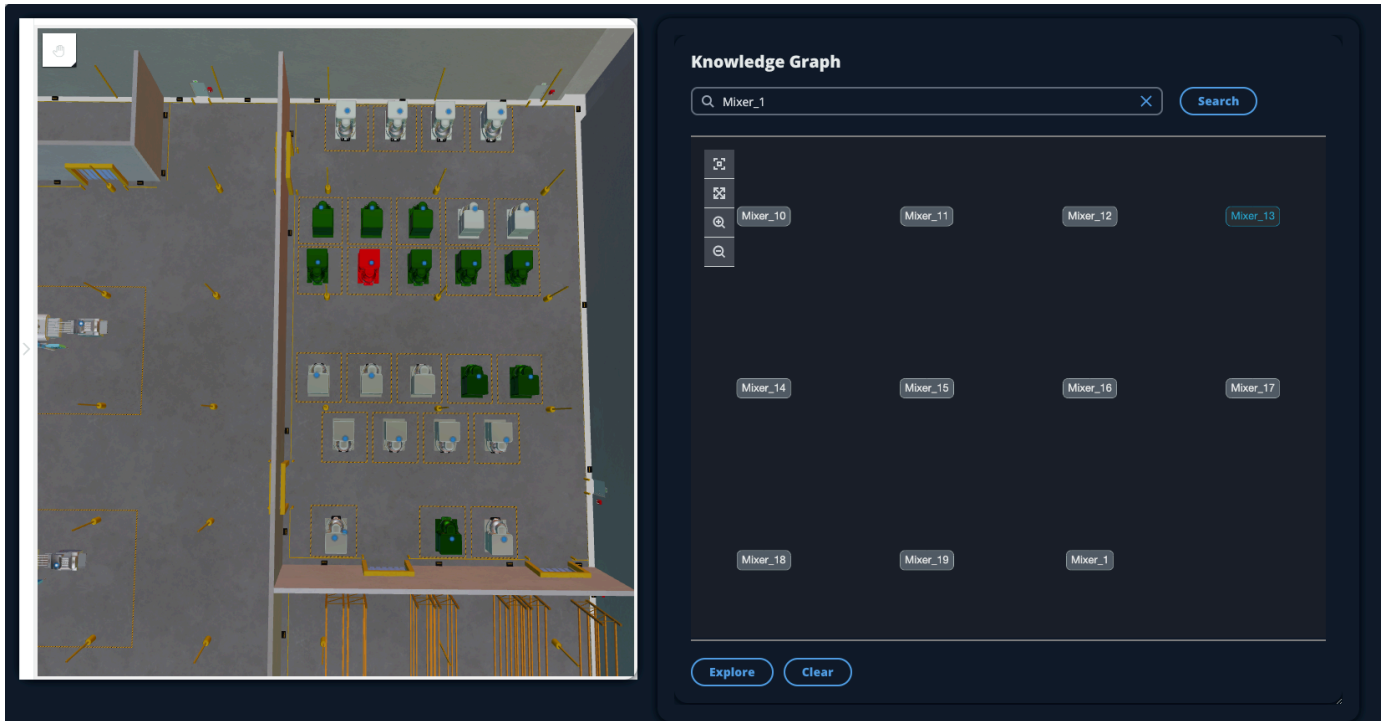 Knowledge Graph
Mixer_1
Search
Mixer_10 Mixer_11 Mixer_12 Mixer_13
Mixer_14 Mixer_15 Mixer_16 Mixer_17
Mixer_18 Mixer_19 Mixer_1
Explore Clear